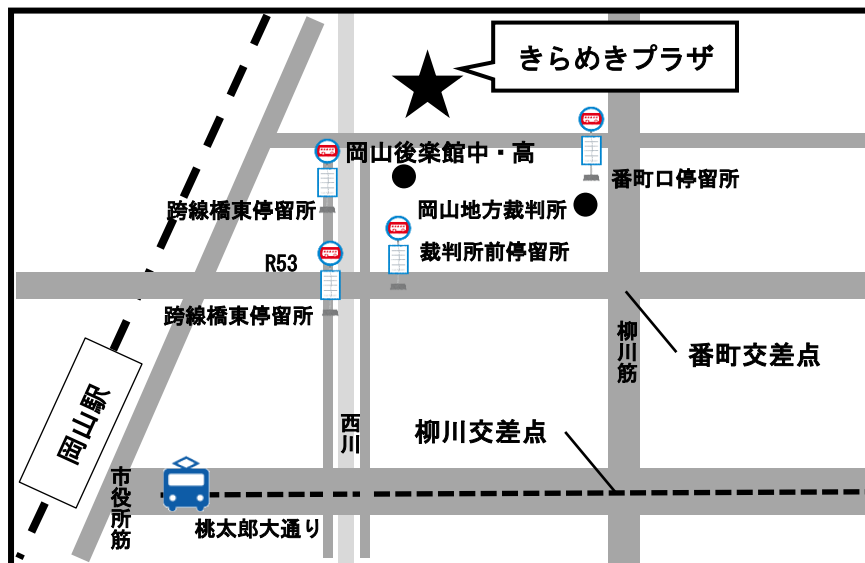 きらめきプラザ
岡山後楽館中・高
番町口停留所
跨線橋東停留所
岡山地方裁判所
裁判所前停留所
R53
跨線橋東停留所
柳川筋
番町交差点
岡山駅
西川
柳川交差点
市役所筋
桃太郎大通り